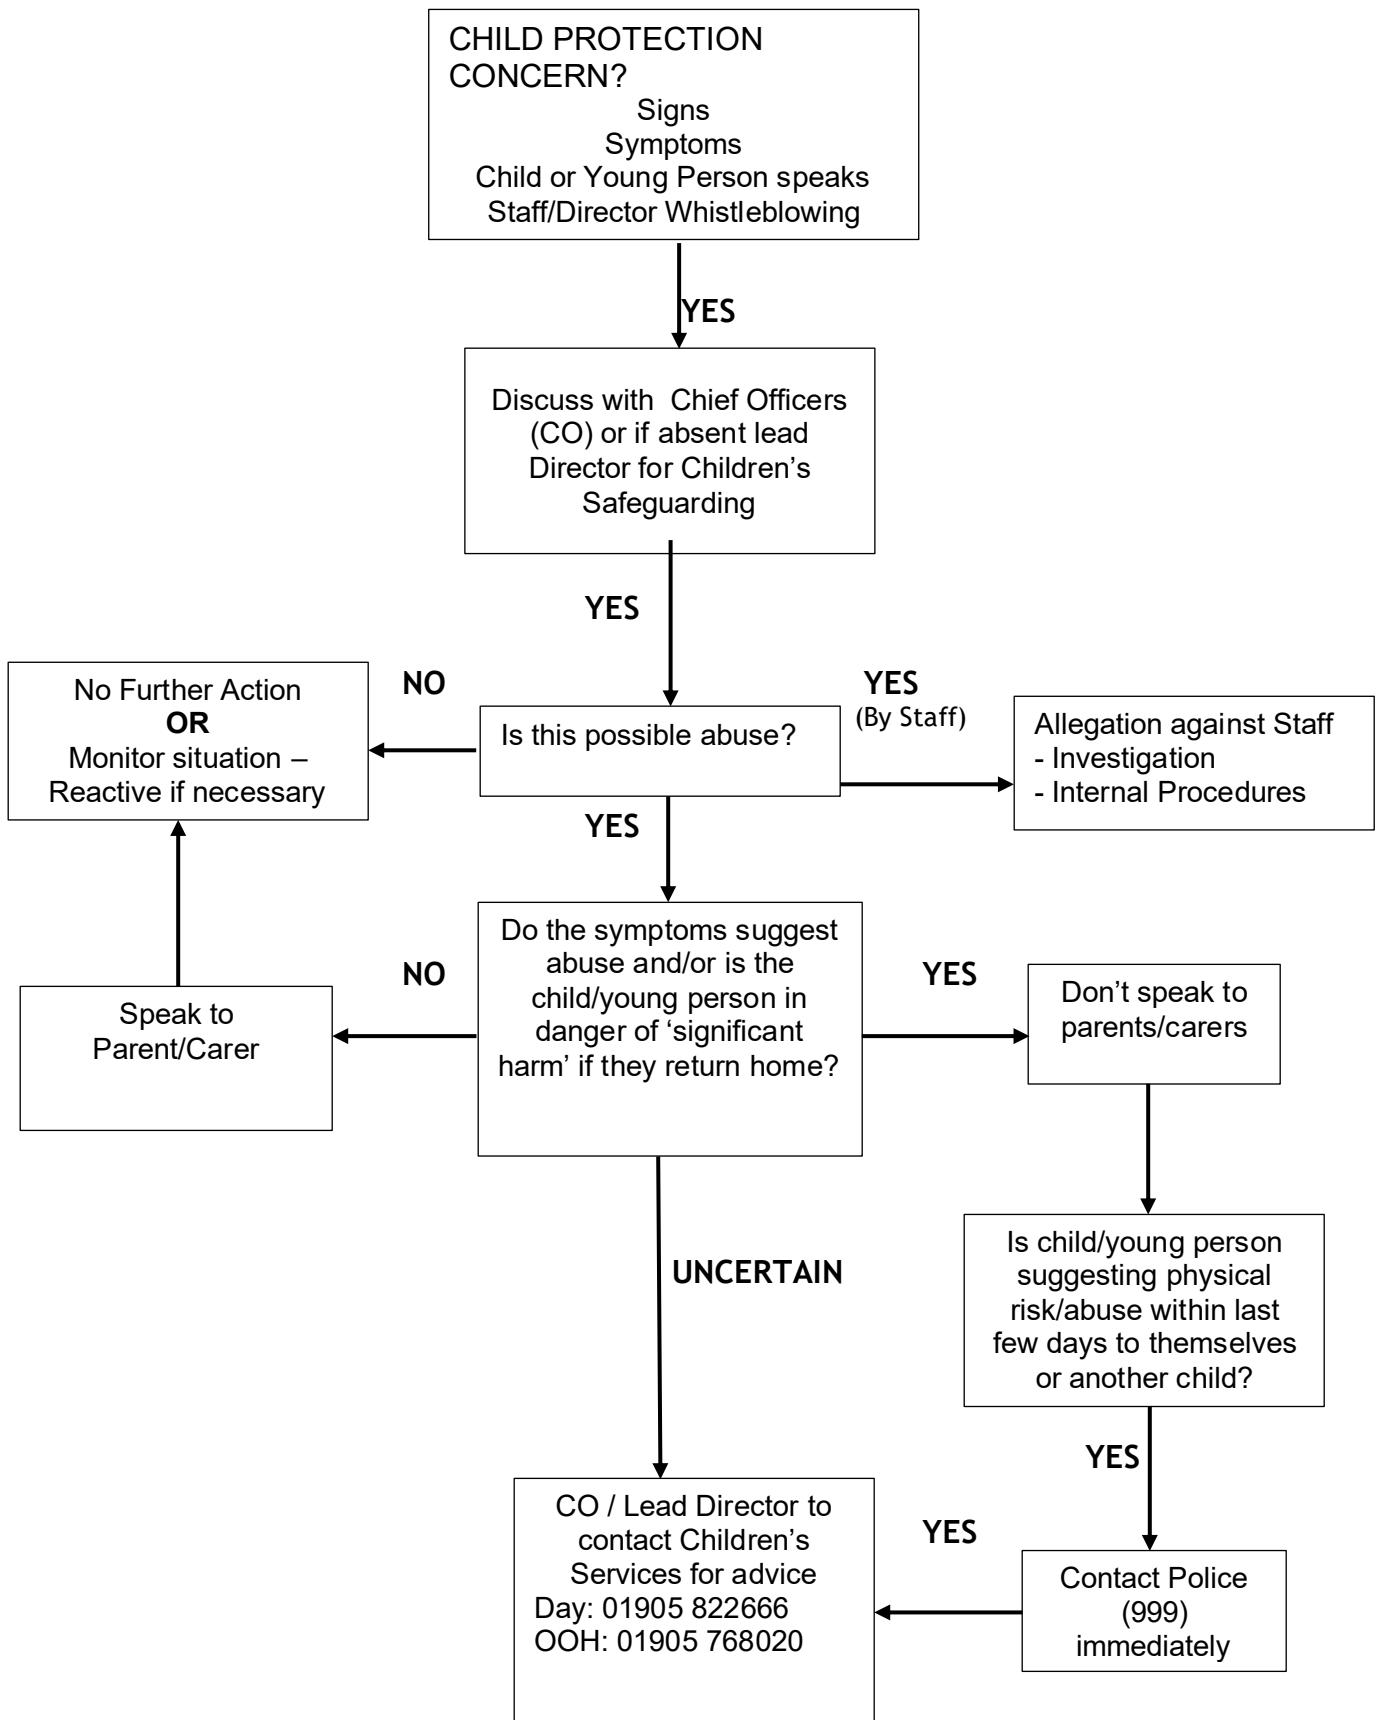 CHILD PROTECTION
CONCERN?
Signs
Symptoms
Child or Young Person speaks
Staff/Director Whistleblowing
YES
Discuss with Chief Officers
(CO) or if absent lead
Director for Children’s
Safeguarding
YES
No Further Action
OR
Monitor situation –
Reactive if necessary
NO
Is this possible abuse?
YES
(By Staff)
Allegation against Staff
- Investigation
- Internal Procedures
YES
Do the symptoms suggest
abuse and/or is the
child/young person in
danger of ‘significant
harm’ if they return home?
NO
Speak to
Parent/Carer
YES
Don’t speak to
parents/carers
UNCERTAIN
Is child/young person
suggesting physical
risk/abuse within last
few days to themselves
or another child?
YES
Contact Police
(999)
immediately
YES
CO / Lead Director to
contact Children’s
Services for advice
Day: 01905 822666
OOH: 01905 768020